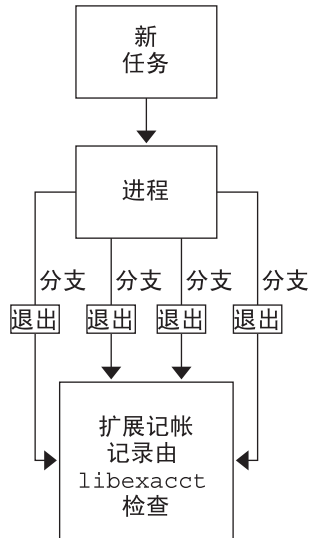 新
任务
进程
分支 分支 分支 分支
退出 退出 退出 退出
扩展记帐
记录由
libexacct
检查